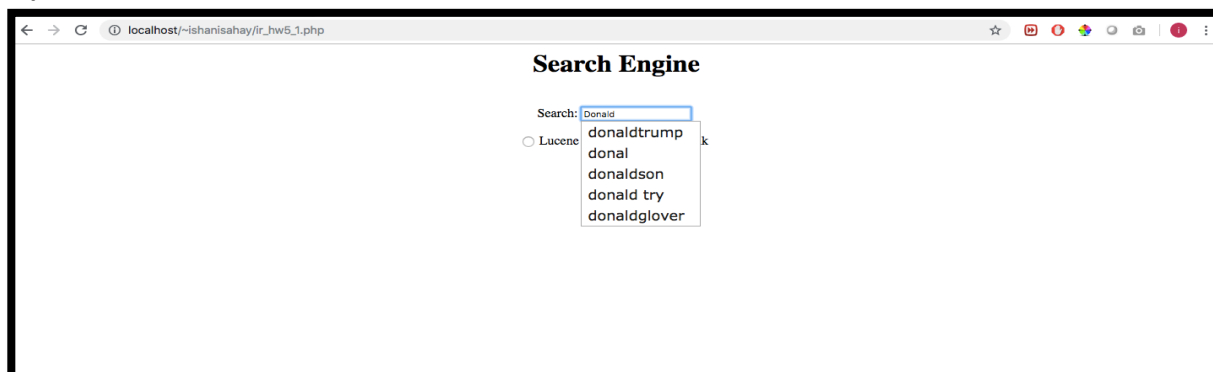 localhost/~ishanisahay/ir_hw5_1.php
i
Search Engine
Search: Donald
donaldtrump
Lucene k
donal
donaldson
donald try
donaldglover